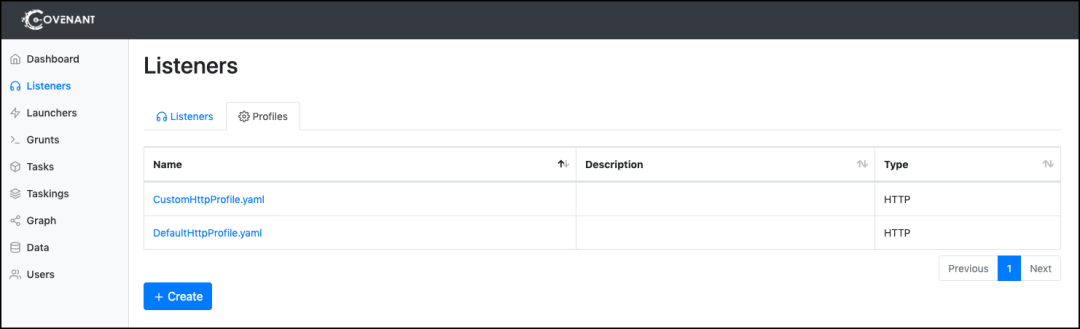 COVENANT
Dashboard
Listeners
Launchers
Grunts
Tasks
Taskings
Graph
Data
Users
Listeners
Listeners Profiles
Name Description Type
CustomHttpProfile.yaml HTTP
DefaultHttpProfile.yaml HTTP
Previous 1 Next
+ Create